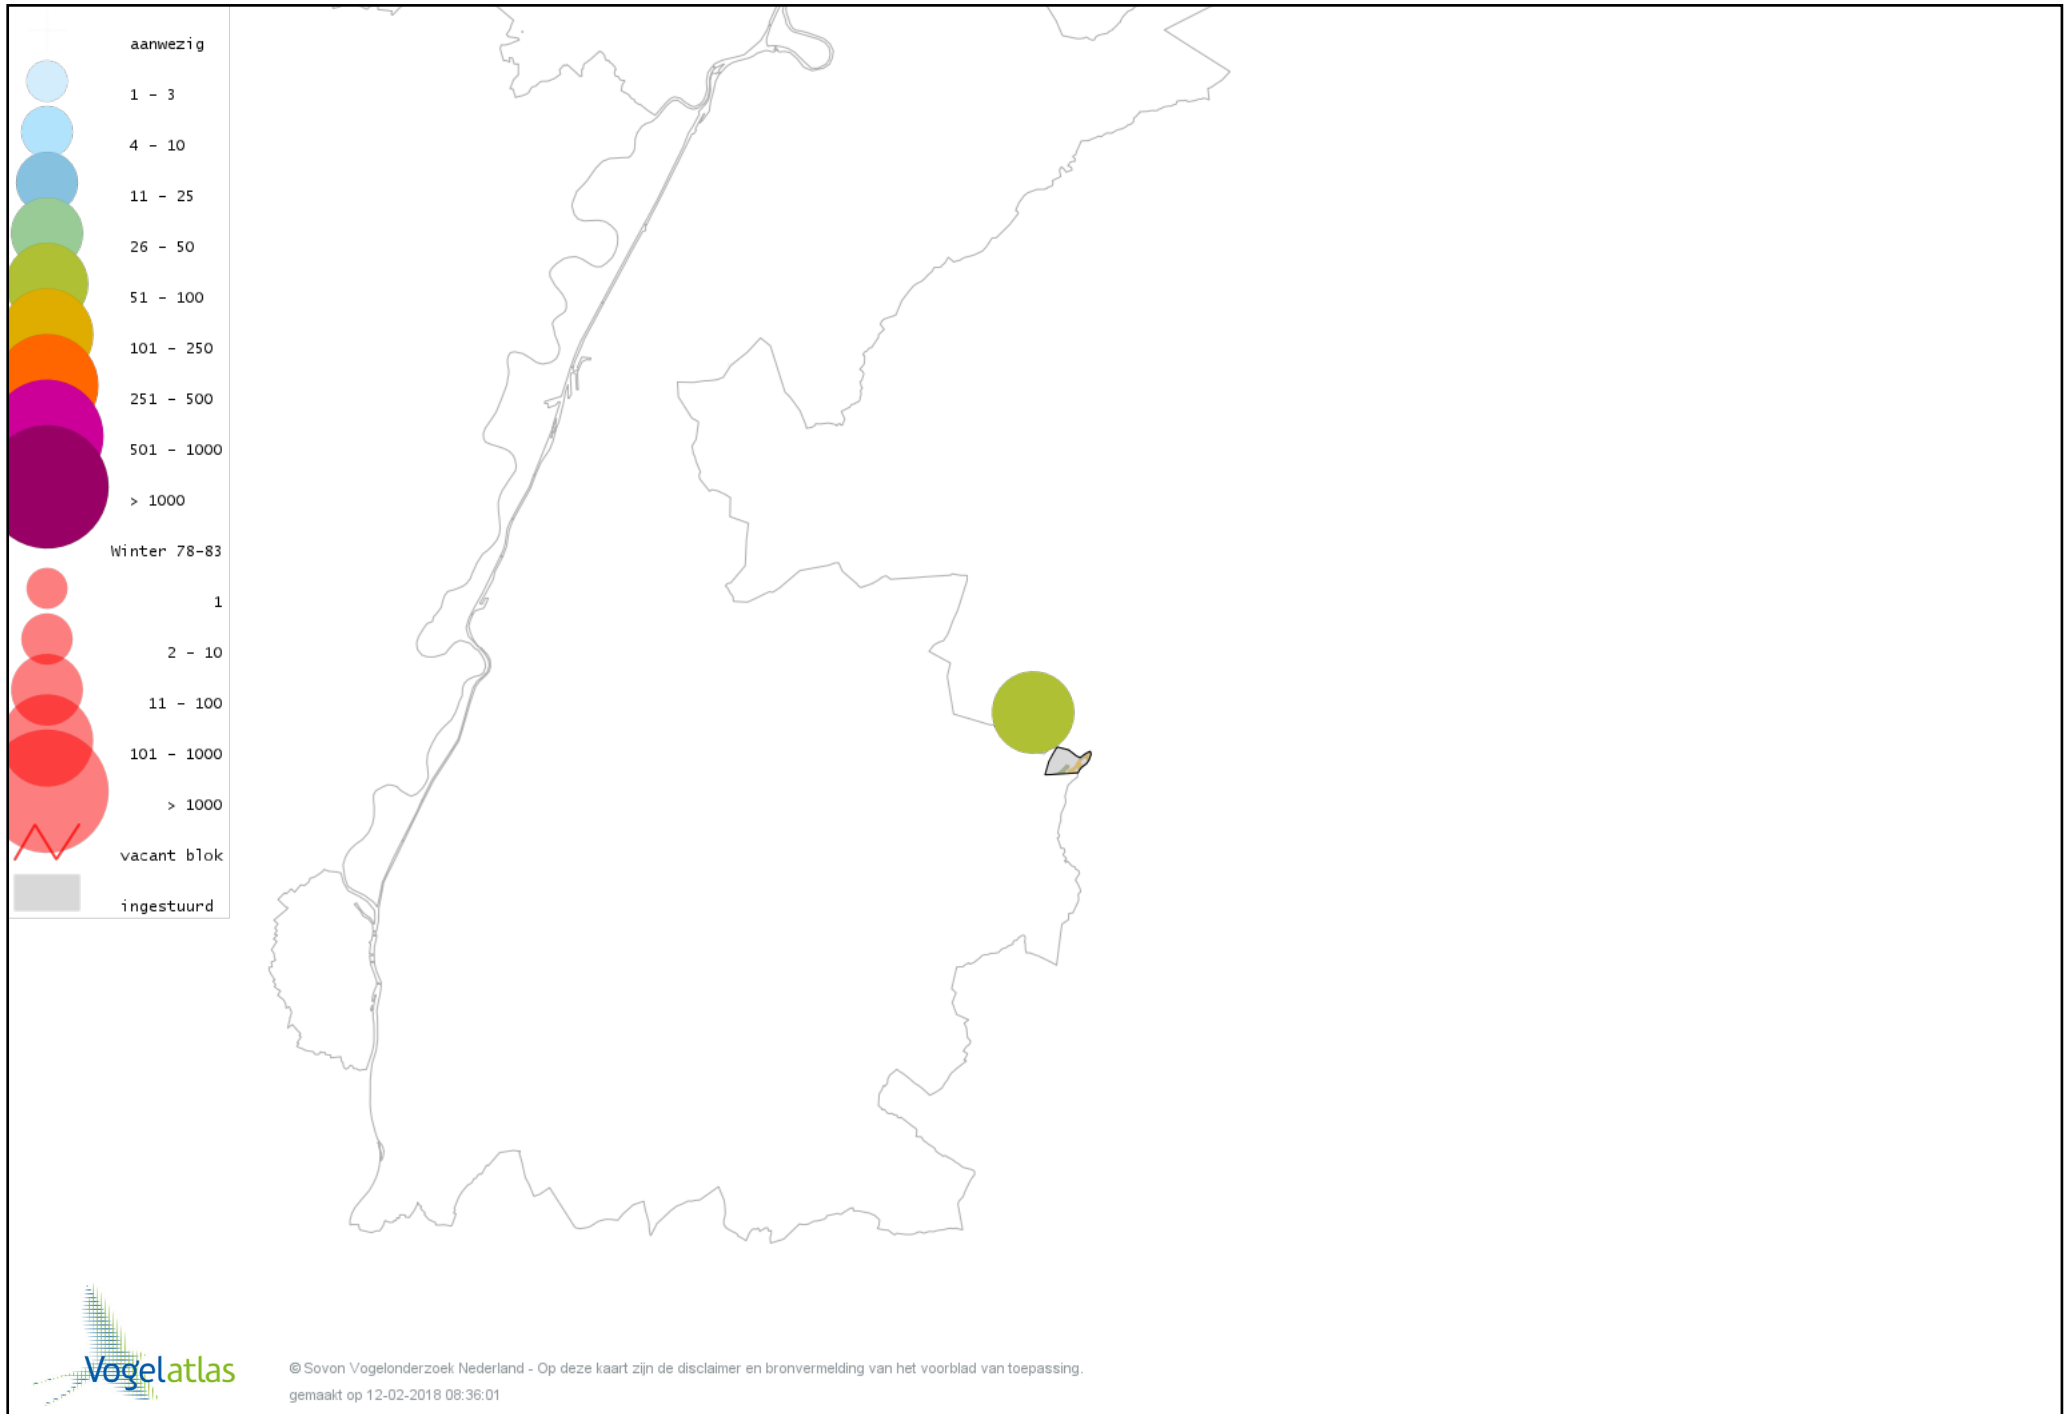 aanwezig
1 - 3
4 - 10
11 - 25
26 - 50
51 - 100
101 - 250
251 - 500
501 - 1000
> 1000
Winter 78-83
1
2 - 10
11 - 100
101 - 1000
> 1000
vacant blok
ingestuurd
Vogelatlas
© Sovon Vogelonderzoek Nederland - Op deze kaart zijn de disclaimer en bronvermelding van het voorblad van toepassing.
gemaakt op 12-02-2018 08:36:01